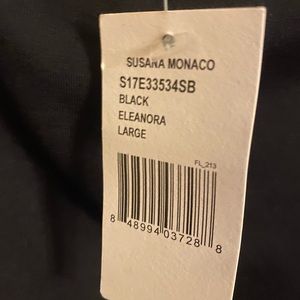 SUSANA MONACO
S17E33534SB
BLACK
ELEANORA
LARGE
FL_213
8 48994 03728 8